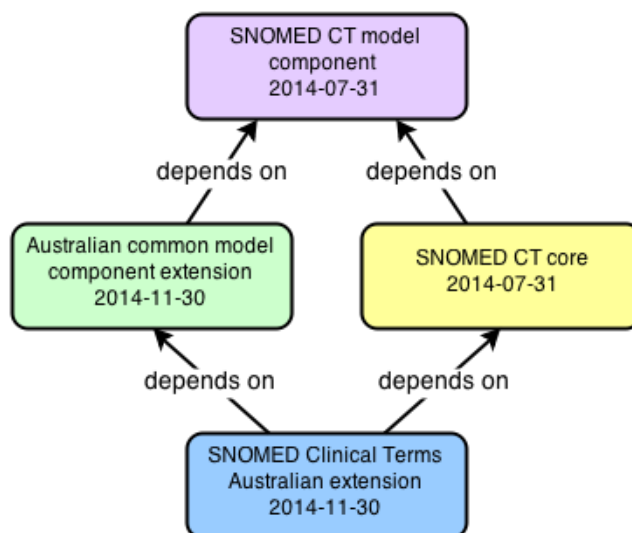 SNOMED CT model
component
2014-07-31
depends on
depends on
Australian common model
component extension
2014-11-30
SNOMED CT core
2014-07-31
depends on
depends on
SNOMED Clinical Terms
Australian extension
2014-11-30